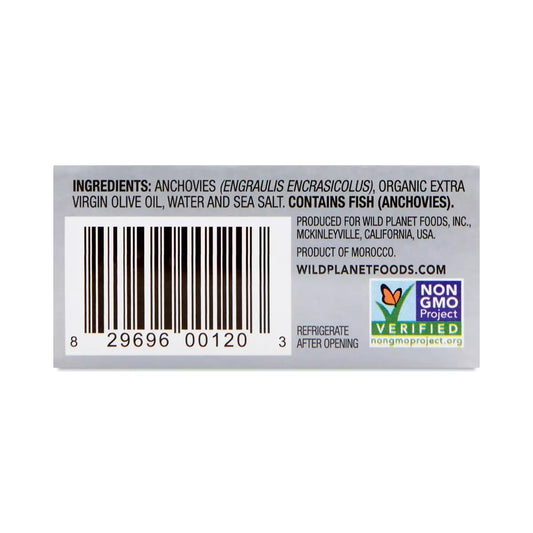 INGREDIENTS: ANCHOVIES (ENGRAULIS ENCRASICOLUS), ORGANIC EXTRA
VIRGIN OLIVE OIL, WATER AND SEA SALT. CONTAINS FISH (ANCHOVIES).
PRODUCED FOR WILD PLANET FOODS, INC.,
MCKINLEYVILLE, CALIFORNIA, USA.
PRODUCT OF MOROCCO.
WILDPLANETFOODS.COM
NON
GMO
Project
VERIFIED
nongmoproject.org
REFRIGERATE
AFTER OPENING
8 29696 00120 3